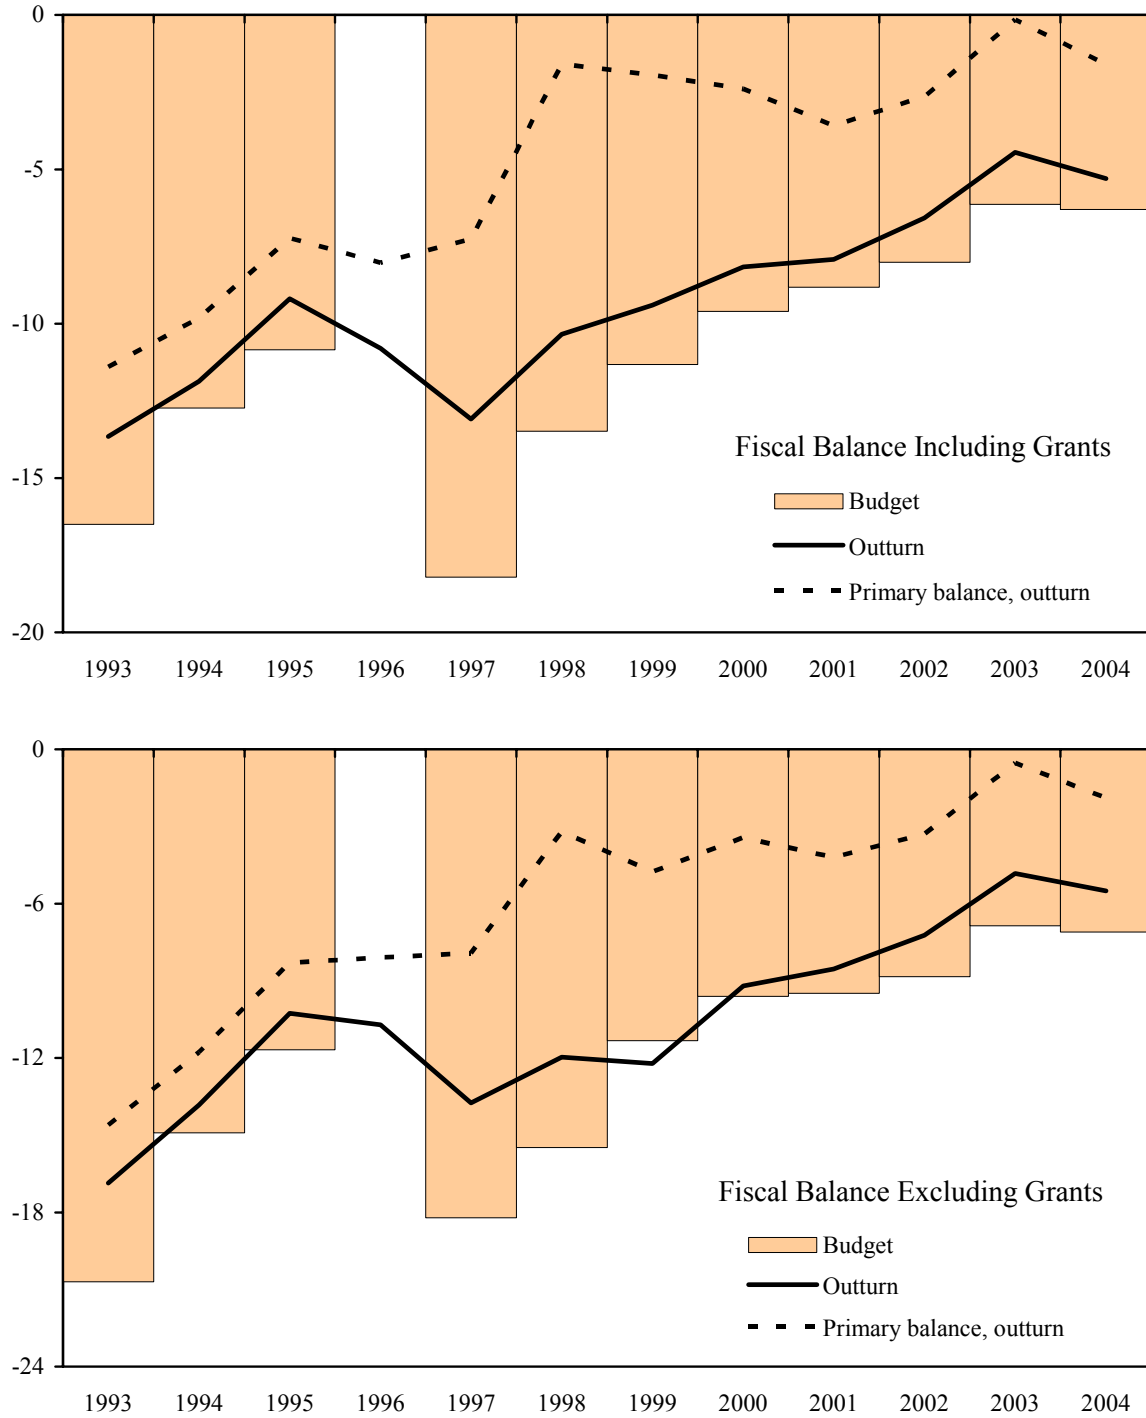 0
-5
-10
-15
-20
Fiscal Balance Including Grants
Budget
Outturn
Primary balance, outturn
1993 1994 1995 1996 1997 1998 1999 2000 2001 2002 2003 2004
0
-6
-12
-18
-24
Fiscal Balance Excluding Grants
Budget
Outturn
Primary balance, outturn
1993 1994 1995 1996 1997 1998 1999 2000 2001 2002 2003 2004